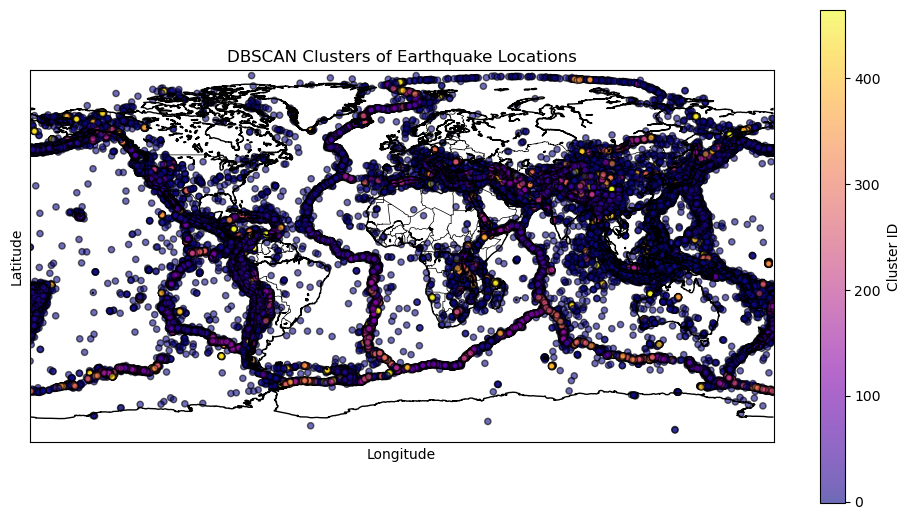 DBSCAN Clusters of Earthquake Locations
Latitude
Longitude
400
300
200
100
0
Cluster ID